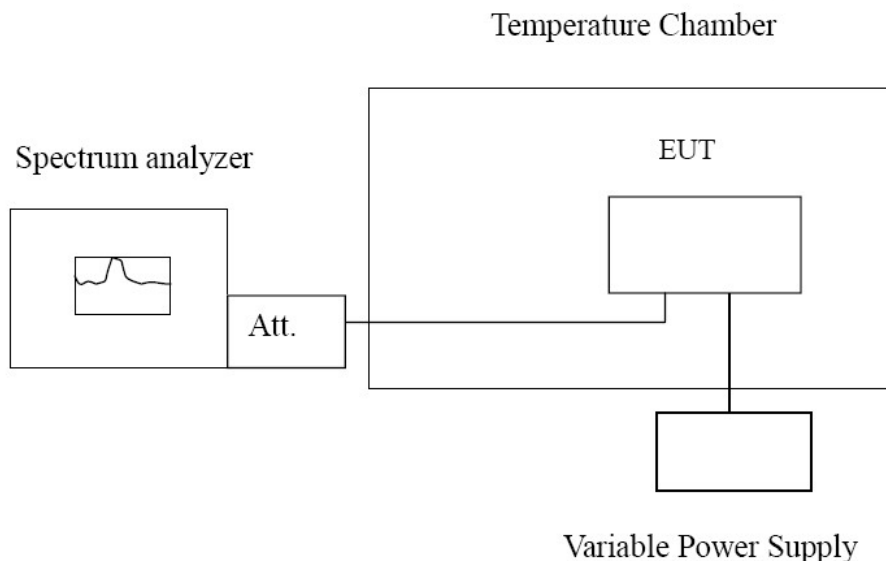 Temperature Chamber
Spectrum analyzer
EUT
Att.
Variable Power Supply